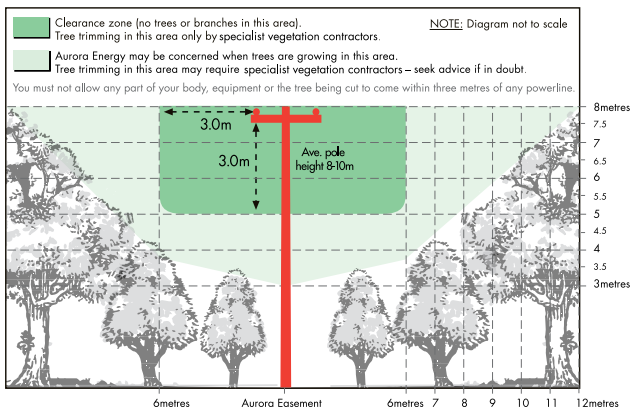 Clearance zone (no trees or branches in this area).
Tree trimming in this area only by specialist vegetation contractors.
NOTE: Diagram not to scale
Aurora Energy may be concerned when trees are growing in this area.
Tree trimming in this area may require specialist vegetation contractors – seek advice if in doubt.
You must not allow any part of your body, equipment or the tree being cut to come within three metres of any powerline.
3.0m
3.0m
Ave. pole
height 8-10m
8metres
7.5
7
6
5
4
3.5
3metres
6metres
Aurora Easement
6metres
7
8
9
10
11
12metres